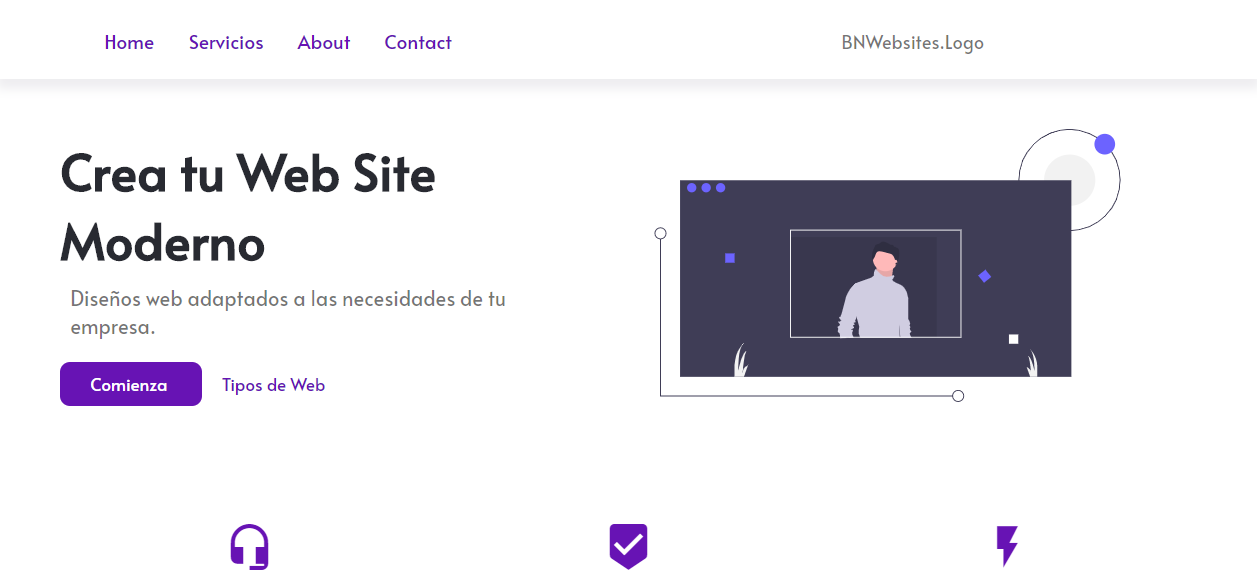 Home Servicios About Contact BNWebsites.Logo
Crea tu Web Site
Moderno
Diseños web adaptados a las necesidades de tu
empresa.
Comienza Tipos de Web